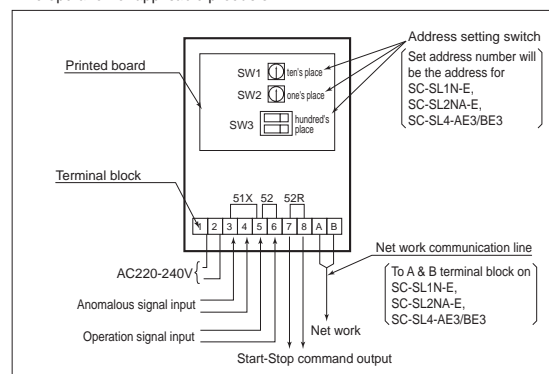 Address setting switch
Set address number will
be the address for
SC-SL1N-E,
SC-SL2NA-E,
SC-SL4-AE3/BE3
Printed board
SW1 ten's place
SW2 one's place
SW3 hundred's
place
Terminal block
51X 52 52R
1 2 3 4 5 6 7 8 A B
AC220-240V
Anomalous signal input
Operation signal input
Start-Stop command output
Net work
Net work communication line
To A & B terminal block on
SC-SL1N-E,
SC-SL2NA-E,
SC-SL4-AE3/BE3